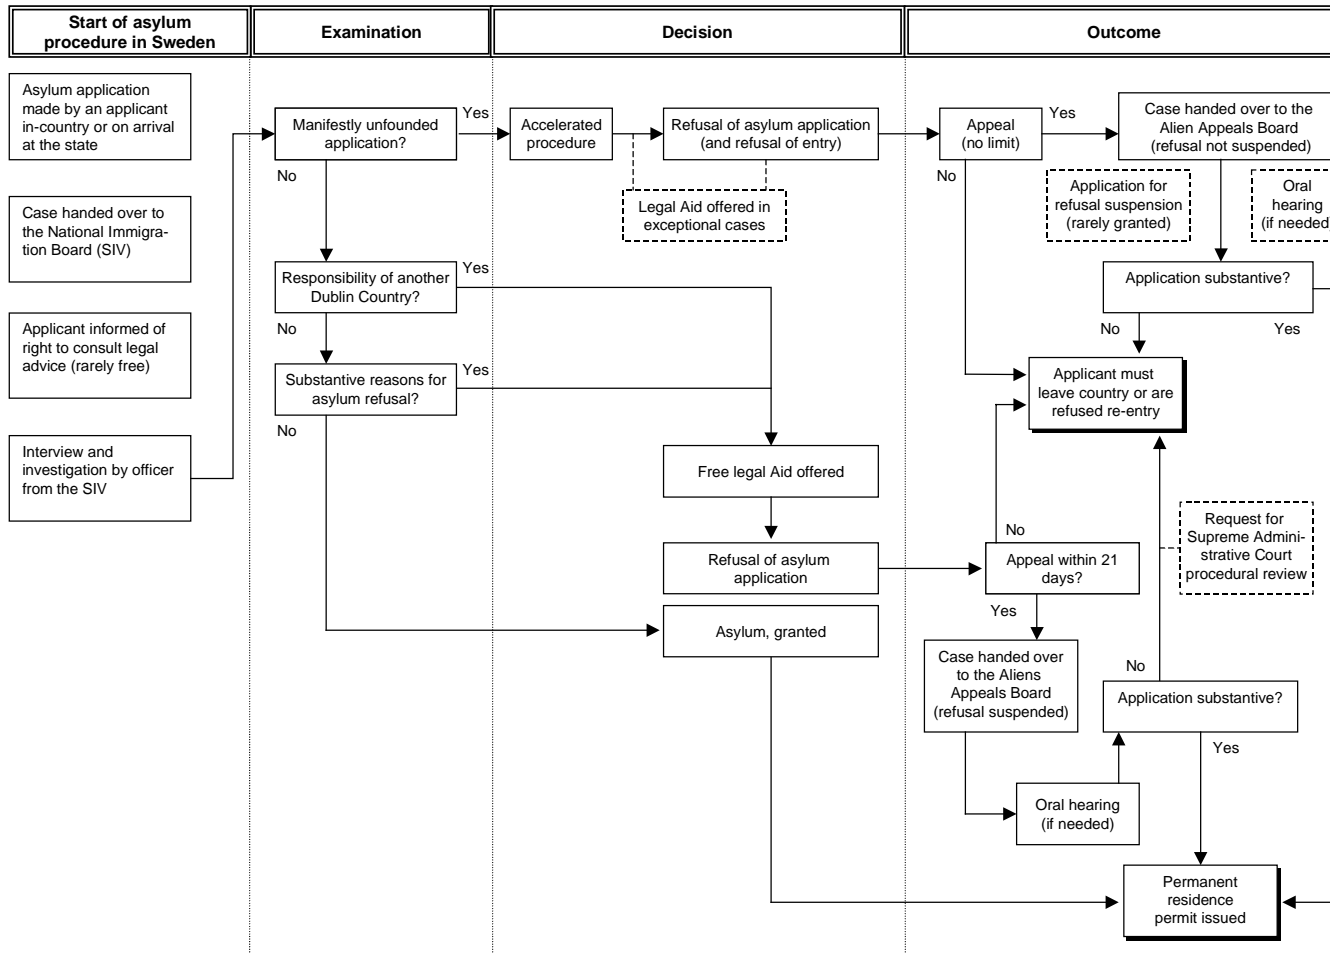 Start of asylum
procedure in Sweden
Examination
Decision
Outcome
Asylum application
made by an applicant
in-country or on arrival
at the state
Case handed over to
the National Immigra-
tion Board (SIV)
Applicant informed of
right to consult legal
advice (rarely free)
Interview and
investigation by officer
from the SIV
Manifestly unfounded
application?
Yes
No
Responsibility of another
Dublin Country?
Yes
No
Substantive reasons for
asylum refusal?
Yes
No
Accelerated
procedure
Refusal of asylum application
(and refusal of entry)
Legal Aid offered in
exceptional cases
Free legal Aid offered
Refusal of asylum
application
Asylum, granted
Appeal
(no limit)
Yes
No
Case handed over to the
Alien Appeals Board
(refusal not suspended)
Application for
refusal suspension
(rarely granted)
Oral
hearing
(if needed)
Application substantive?
No
Yes
Applicant must
leave country or are
refused re-entry
Request for
Supreme Admini-
strative Court
procedural review
No
Appeal within 21
days?
Yes
Case handed over
to the Aliens
Appeals Board
(refusal suspended)
No
Application substantive?
Yes
Oral hearing
(if needed)
Permanent
residence
permit issued